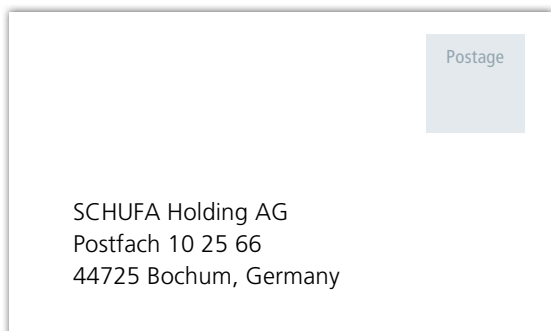 Postage
SCHUFA Holding AG
Postfach 10 25 66
44725 Bochum, Germany